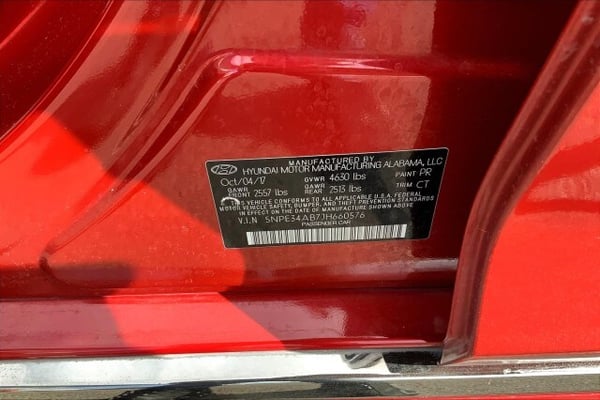 MANUFACTURED BY
HYUNDAI MOTOR MANUFACTURING ALABAMA, LLC
Oct/04/17 GVWR 4630 lbs PAINT PR
GAWR FRONT 2557 lbs GAWR REAR 2513 lbs TRIM CT
THIS VEHICLE CONFORMS TO ALL APPLICABLE U.S.A. FEDERAL
MOTOR VEHICLE SAFETY, BUMPER, AND THEFT PREVENTION STANDARDS
IN EFFECT ON THE DATE OF MANUFACTURE SHOWN ABOVE.
V.I.N 5NPE34AB7JH660576
PASSENGER CAR